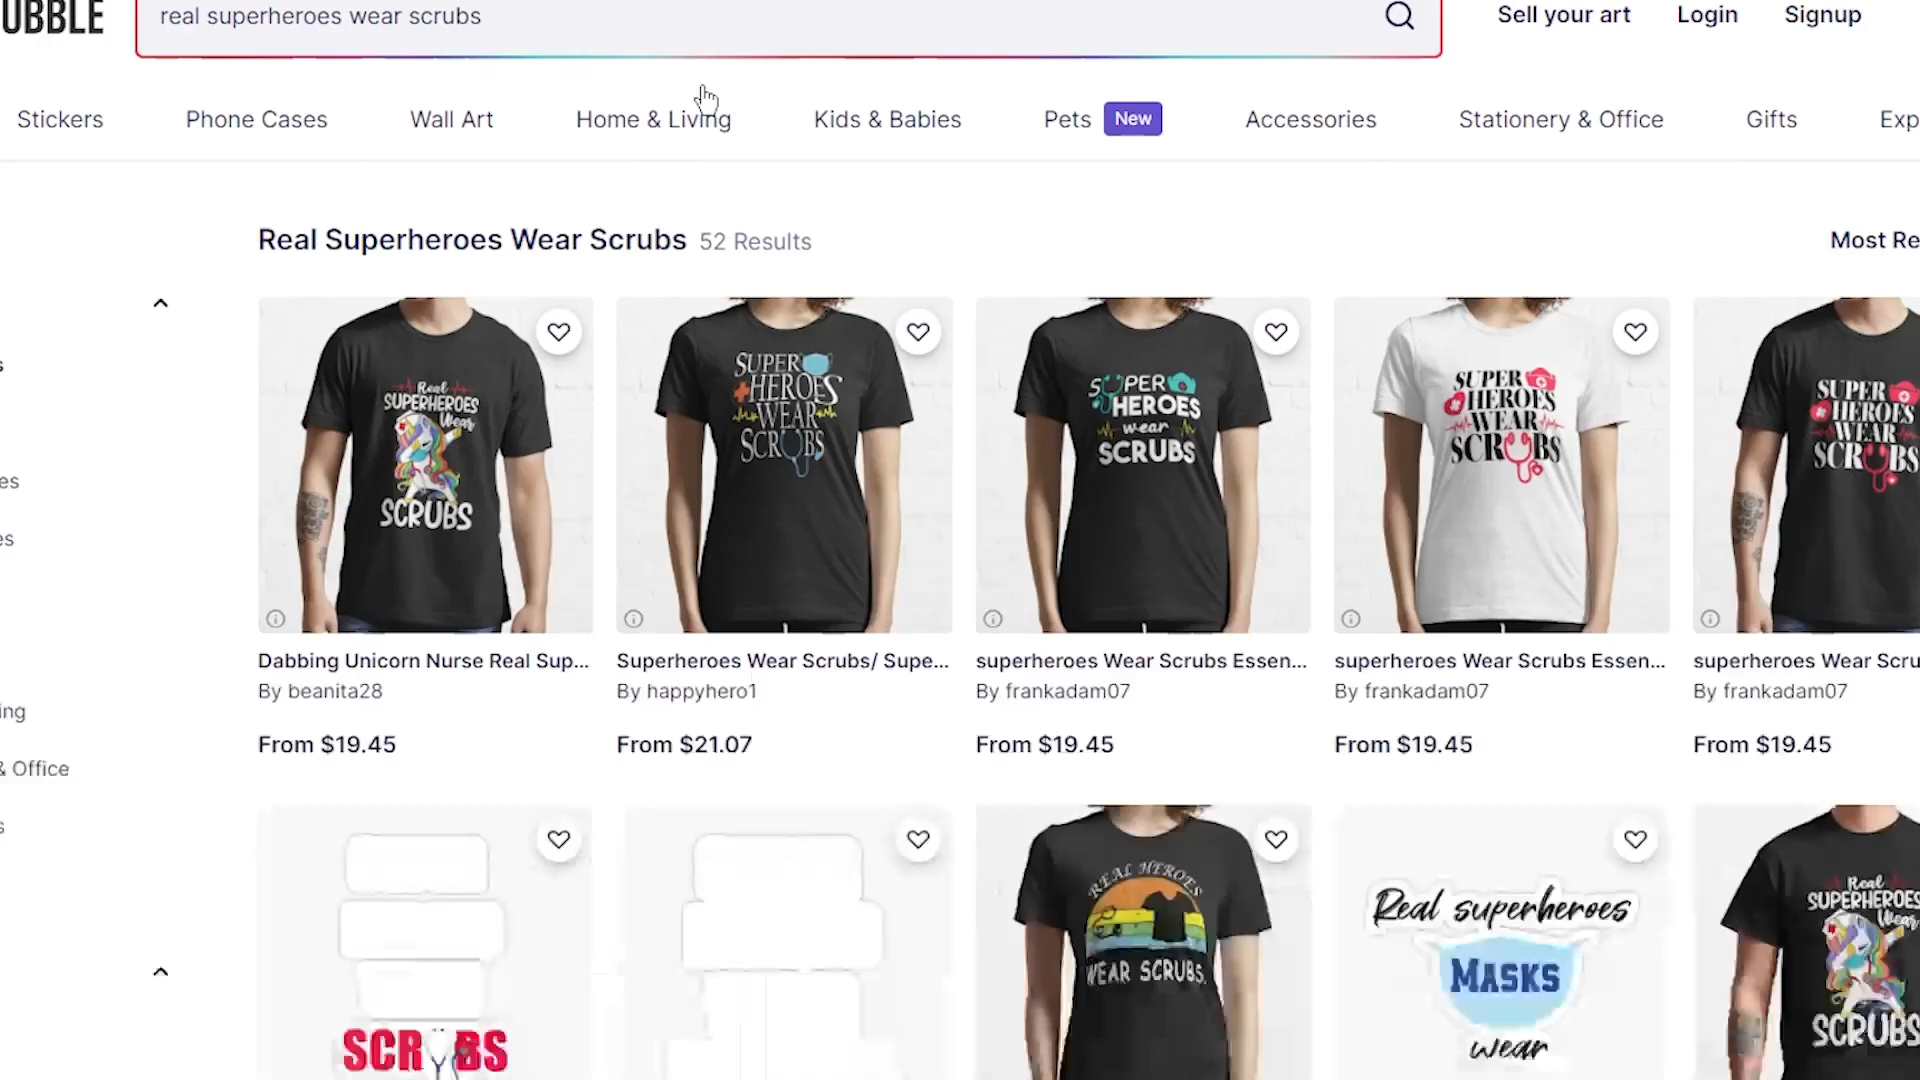 UBBLE
real superheroes wear scrubs
Sell your art
Login
Signup
Stickers
Phone Cases
Wall Art
Home & Living
Kids & Babies
Pets
New
Accessories
Stationery & Office
Gifts
Exp
Real Superheroes Wear Scrubs 52 Results
Most Re
s
es
es
ing
& Office
s
Real
SUPERHEROES
Wear
SCRUBS
SUPER
HEROES
WEAR
SCRUBS
SUPER
HEROES
wear
SCRUBS
SUPER
HEROES
WEAR
SCRUBS
SUPER
HEROES
WEAR
SCRUBS
Dabbing Unicorn Nurse Real Sup...
By beanita28
From $19.45
Superheroes Wear Scrubs/ Supe...
By happyhero1
From $21.07
superheroes Wear Scrubs Essen...
By frankadam07
From $19.45
superheroes Wear Scrubs Essen...
By frankadam07
From $19.45
superheroes Wear Scru
By frankadam07
From $19.45
SCRUBS
REAL HEROES
WEAR SCRUBS.
Real superheroes
MASKS
wear
Real
SUPERHEROES
Wear
SCRUBS